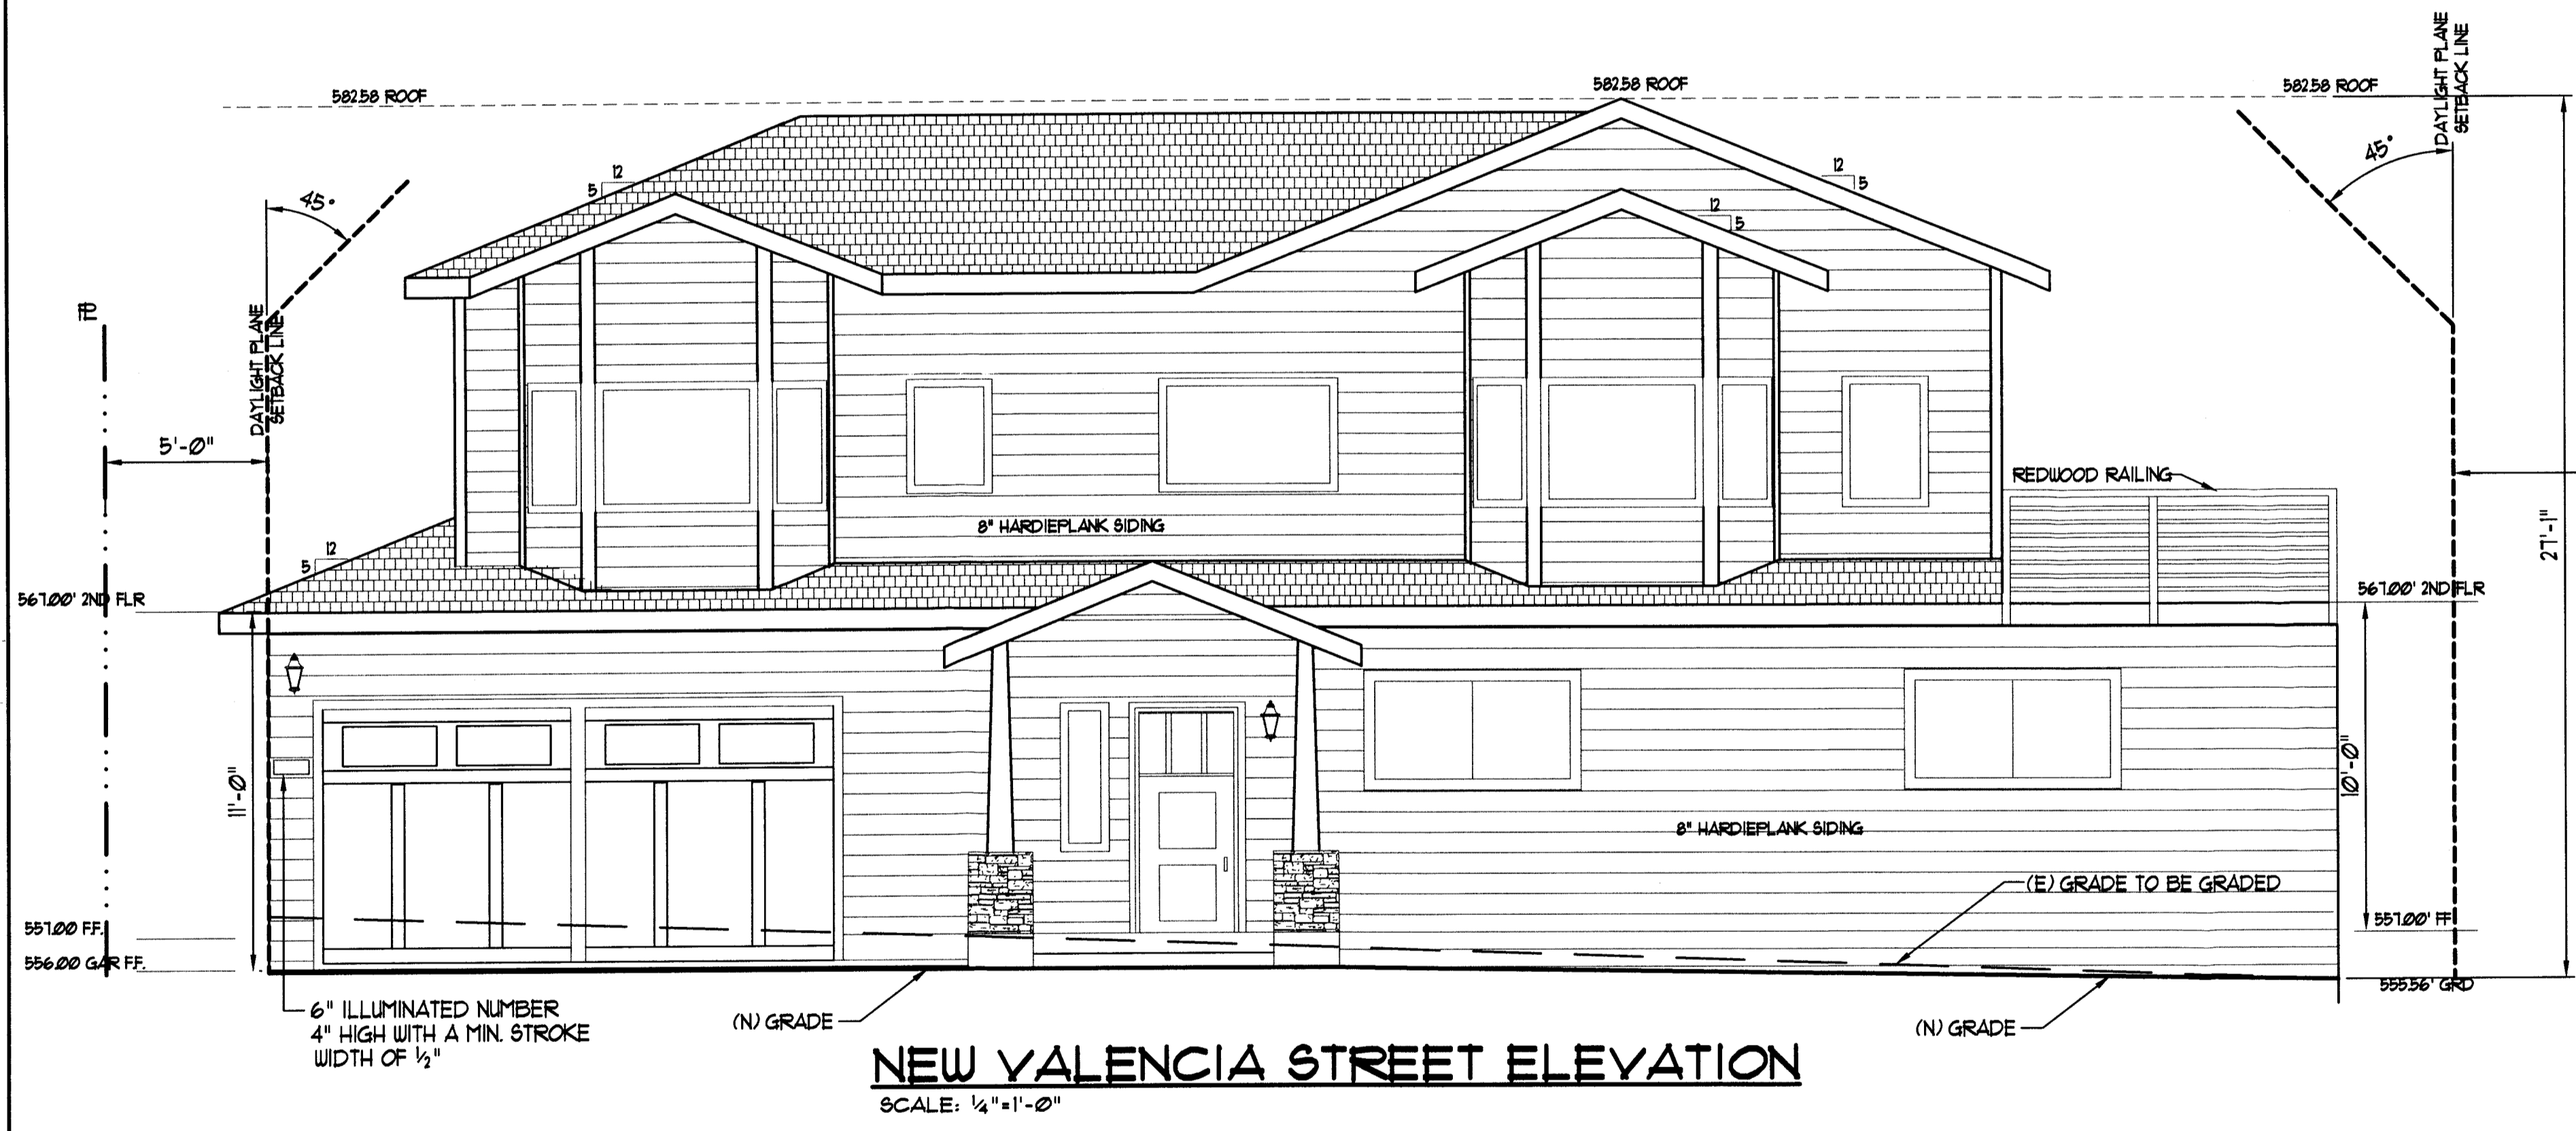 582.58 ROOF
582.58 ROOF
582.58 ROOF
DAYLIGHT PLANE
SETBACK LINE
45°
45°
12
5
12
5
12
5
PL
DAYLIGHT PLANE
SETBACK LINE
5'-0"
REDWOOD RAILING
8" HARDIEPLANK SIDING
27'-1"
12
5
567.00' 2ND FLR
567.00' 2ND FLR
11'-0"
10'-0"
8" HARDIEPLANK SIDING
(E) GRADE TO BE GRADED
557.00 F.F.
557.00' FF
556.00 GAR F.F.
555.56' GRD
6" ILLUMINATED NUMBER
4" HIGH WITH A MIN. STROKE
WIDTH OF ½"
(N) GRADE
(N) GRADE
NEW VALENCIA STREET ELEVATION
SCALE: ¼"=1'-0"